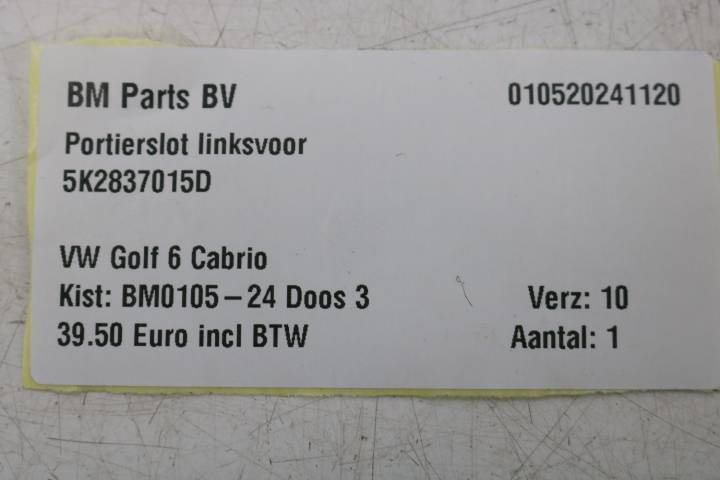 BM Parts BV 010520241120
Portierslot linksvoor
5K2837015D
VW Golf 6 Cabrio
Kist: BM0105-24 Doos 3 Verz: 10
39.50 Euro incl BTW Aantal: 1